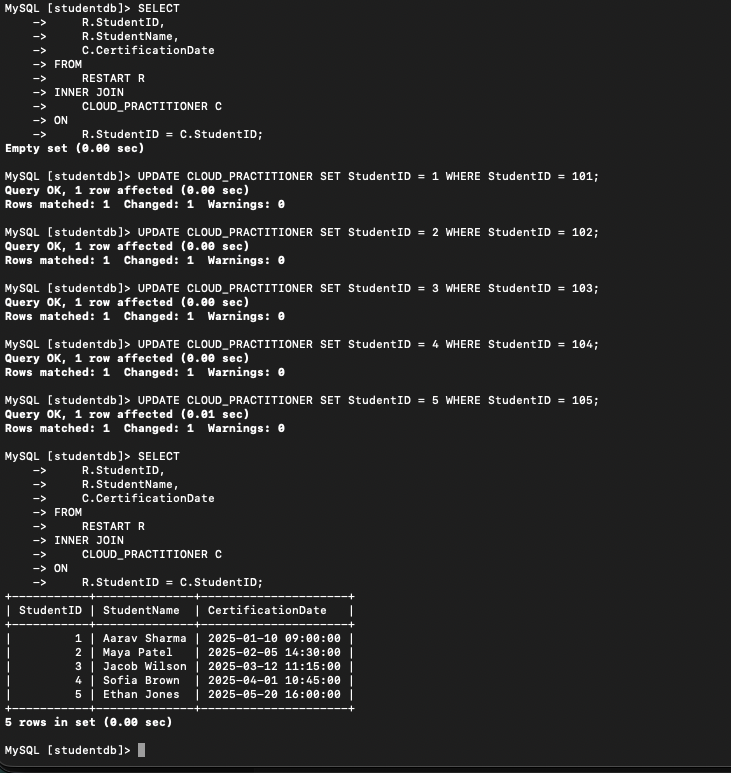 MySQL [studentdb]> SELECT
    ->     R.StudentID,
    ->     R.StudentName,
    ->     C.CertificationDate
    -> FROM
    ->     RESTART R
    -> INNER JOIN
    ->     CLOUD_PRACTITIONER C
    -> ON
    ->     R.StudentID = C.StudentID;
Empty set (0.00 sec)

MySQL [studentdb]> UPDATE CLOUD_PRACTITIONER SET StudentID = 1 WHERE StudentID = 101;
Query OK, 1 row affected (0.00 sec)
Rows matched: 1  Changed: 1  Warnings: 0

MySQL [studentdb]> UPDATE CLOUD_PRACTITIONER SET StudentID = 2 WHERE StudentID = 102;
Query OK, 1 row affected (0.00 sec)
Rows matched: 1  Changed: 1  Warnings: 0

MySQL [studentdb]> UPDATE CLOUD_PRACTITIONER SET StudentID = 3 WHERE StudentID = 103;
Query OK, 1 row affected (0.00 sec)
Rows matched: 1  Changed: 1  Warnings: 0

MySQL [studentdb]> UPDATE CLOUD_PRACTITIONER SET StudentID = 4 WHERE StudentID = 104;
Query OK, 1 row affected (0.00 sec)
Rows matched: 1  Changed: 1  Warnings: 0

MySQL [studentdb]> UPDATE CLOUD_PRACTITIONER SET StudentID = 5 WHERE StudentID = 105;
Query OK, 1 row affected (0.01 sec)
Rows matched: 1  Changed: 1  Warnings: 0

MySQL [studentdb]> SELECT
    ->     R.StudentID,
    ->     R.StudentName,
    ->     C.CertificationDate
    -> FROM
    ->     RESTART R
    -> INNER JOIN
    ->     CLOUD_PRACTITIONER C
    -> ON
    ->     R.StudentID = C.StudentID;
+-----------+--------------+---------------------+
| StudentID | StudentName  | CertificationDate   |
+-----------+--------------+---------------------+
|         1 | Aarav Sharma | 2025-01-10 09:00:00 |
|         2 | Maya Patel   | 2025-02-05 14:30:00 |
|         3 | Jacob Wilson | 2025-03-12 11:15:00 |
|         4 | Sofia Brown  | 2025-04-01 10:45:00 |
|         5 | Ethan Jones  | 2025-05-20 16:00:00 |
+-----------+--------------+---------------------+
5 rows in set (0.00 sec)

MySQL [studentdb]>